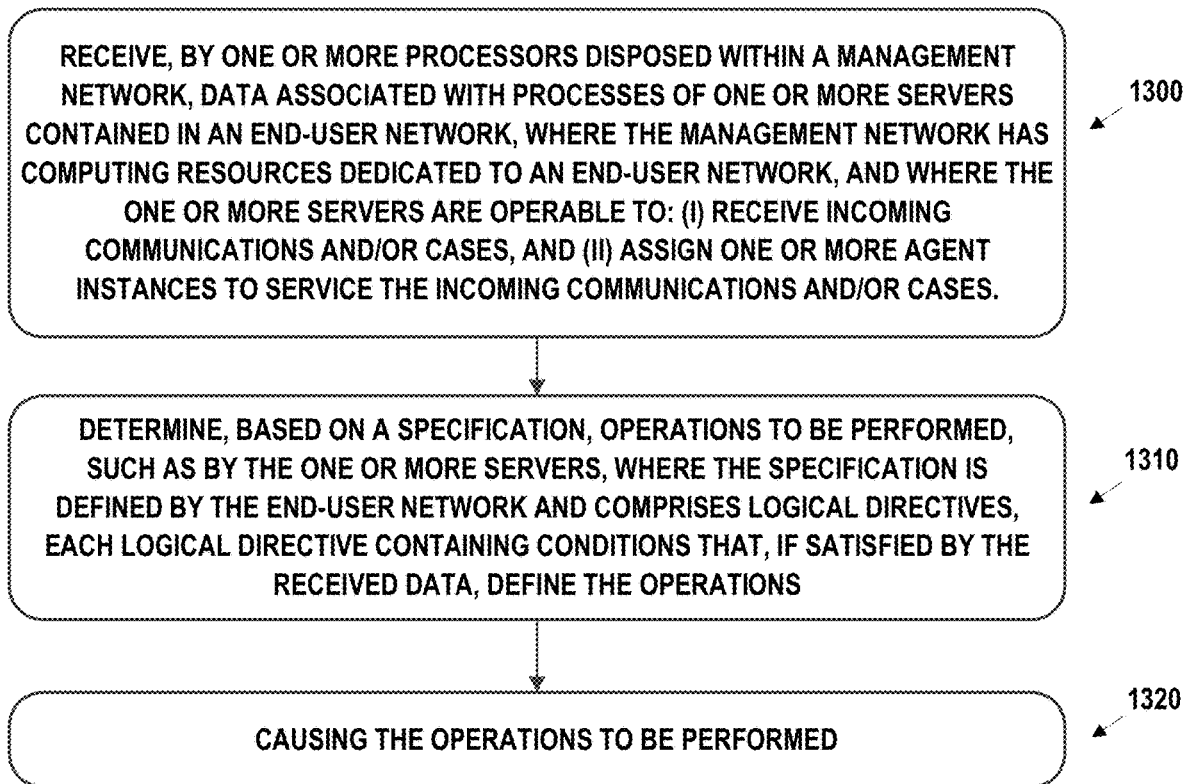 RECEIVE, BY ONE OR MORE PROCESSORS DISPOSED WITHIN A MANAGEMENT
NETWORK, DATA ASSOCIATED WITH PROCESSES OF ONE OR MORE SERVERS
CONTAINED IN AN END-USER NETWORK, WHERE THE MANAGEMENT NETWORK HAS
COMPUTING RESOURCES DEDICATED TO AN END-USER NETWORK, AND WHERE THE
ONE OR MORE SERVERS ARE OPERABLE TO: (I) RECEIVE INCOMING
COMMUNICATIONS AND/OR CASES, AND (II) ASSIGN ONE OR MORE AGENT
INSTANCES TO SERVICE THE INCOMING COMMUNICATIONS AND/OR CASES.
1300
DETERMINE, BASED ON A SPECIFICATION, OPERATIONS TO BE PERFORMED,
SUCH AS BY THE ONE OR MORE SERVERS, WHERE THE SPECIFICATION IS
DEFINED BY THE END-USER NETWORK AND COMPRISES LOGICAL DIRECTIVES,
EACH LOGICAL DIRECTIVE CONTAINING CONDITIONS THAT, IF SATISFIED BY THE
RECEIVED DATA, DEFINE THE OPERATIONS
1310
CAUSING THE OPERATIONS TO BE PERFORMED
1320